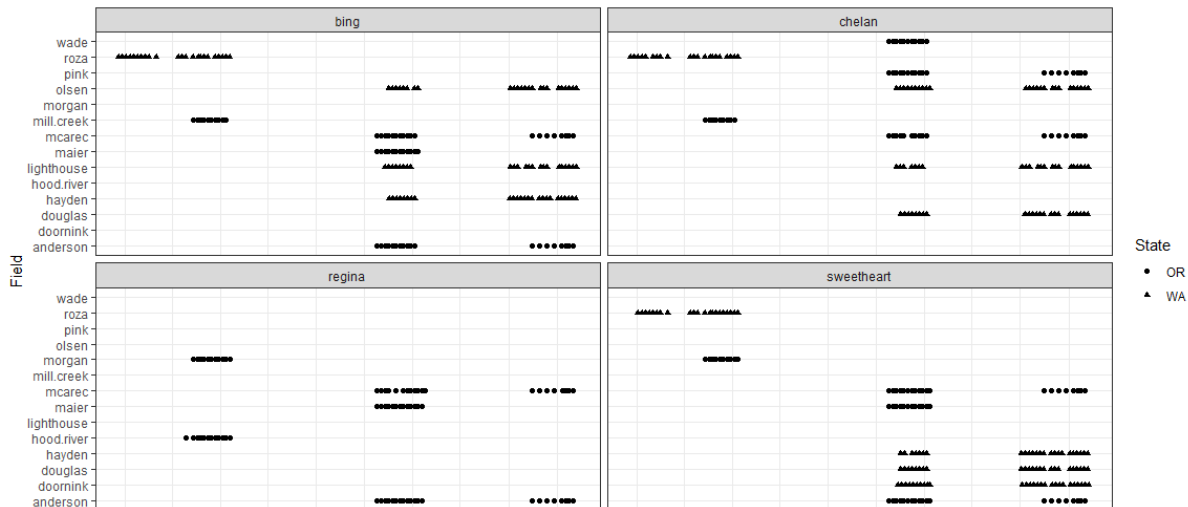 bing
chelan
wade
roza
pink
olsen
morgan
mill.creek
mcarec
maier
lighthouse
hood.river
hayden
douglas
doornink
anderson
Field
regina
sweetheart
wade
roza
pink
olsen
morgan
mill.creek
mcarec
maier
lighthouse
hood.river
hayden
douglas
doornink
anderson
State
OR
WA